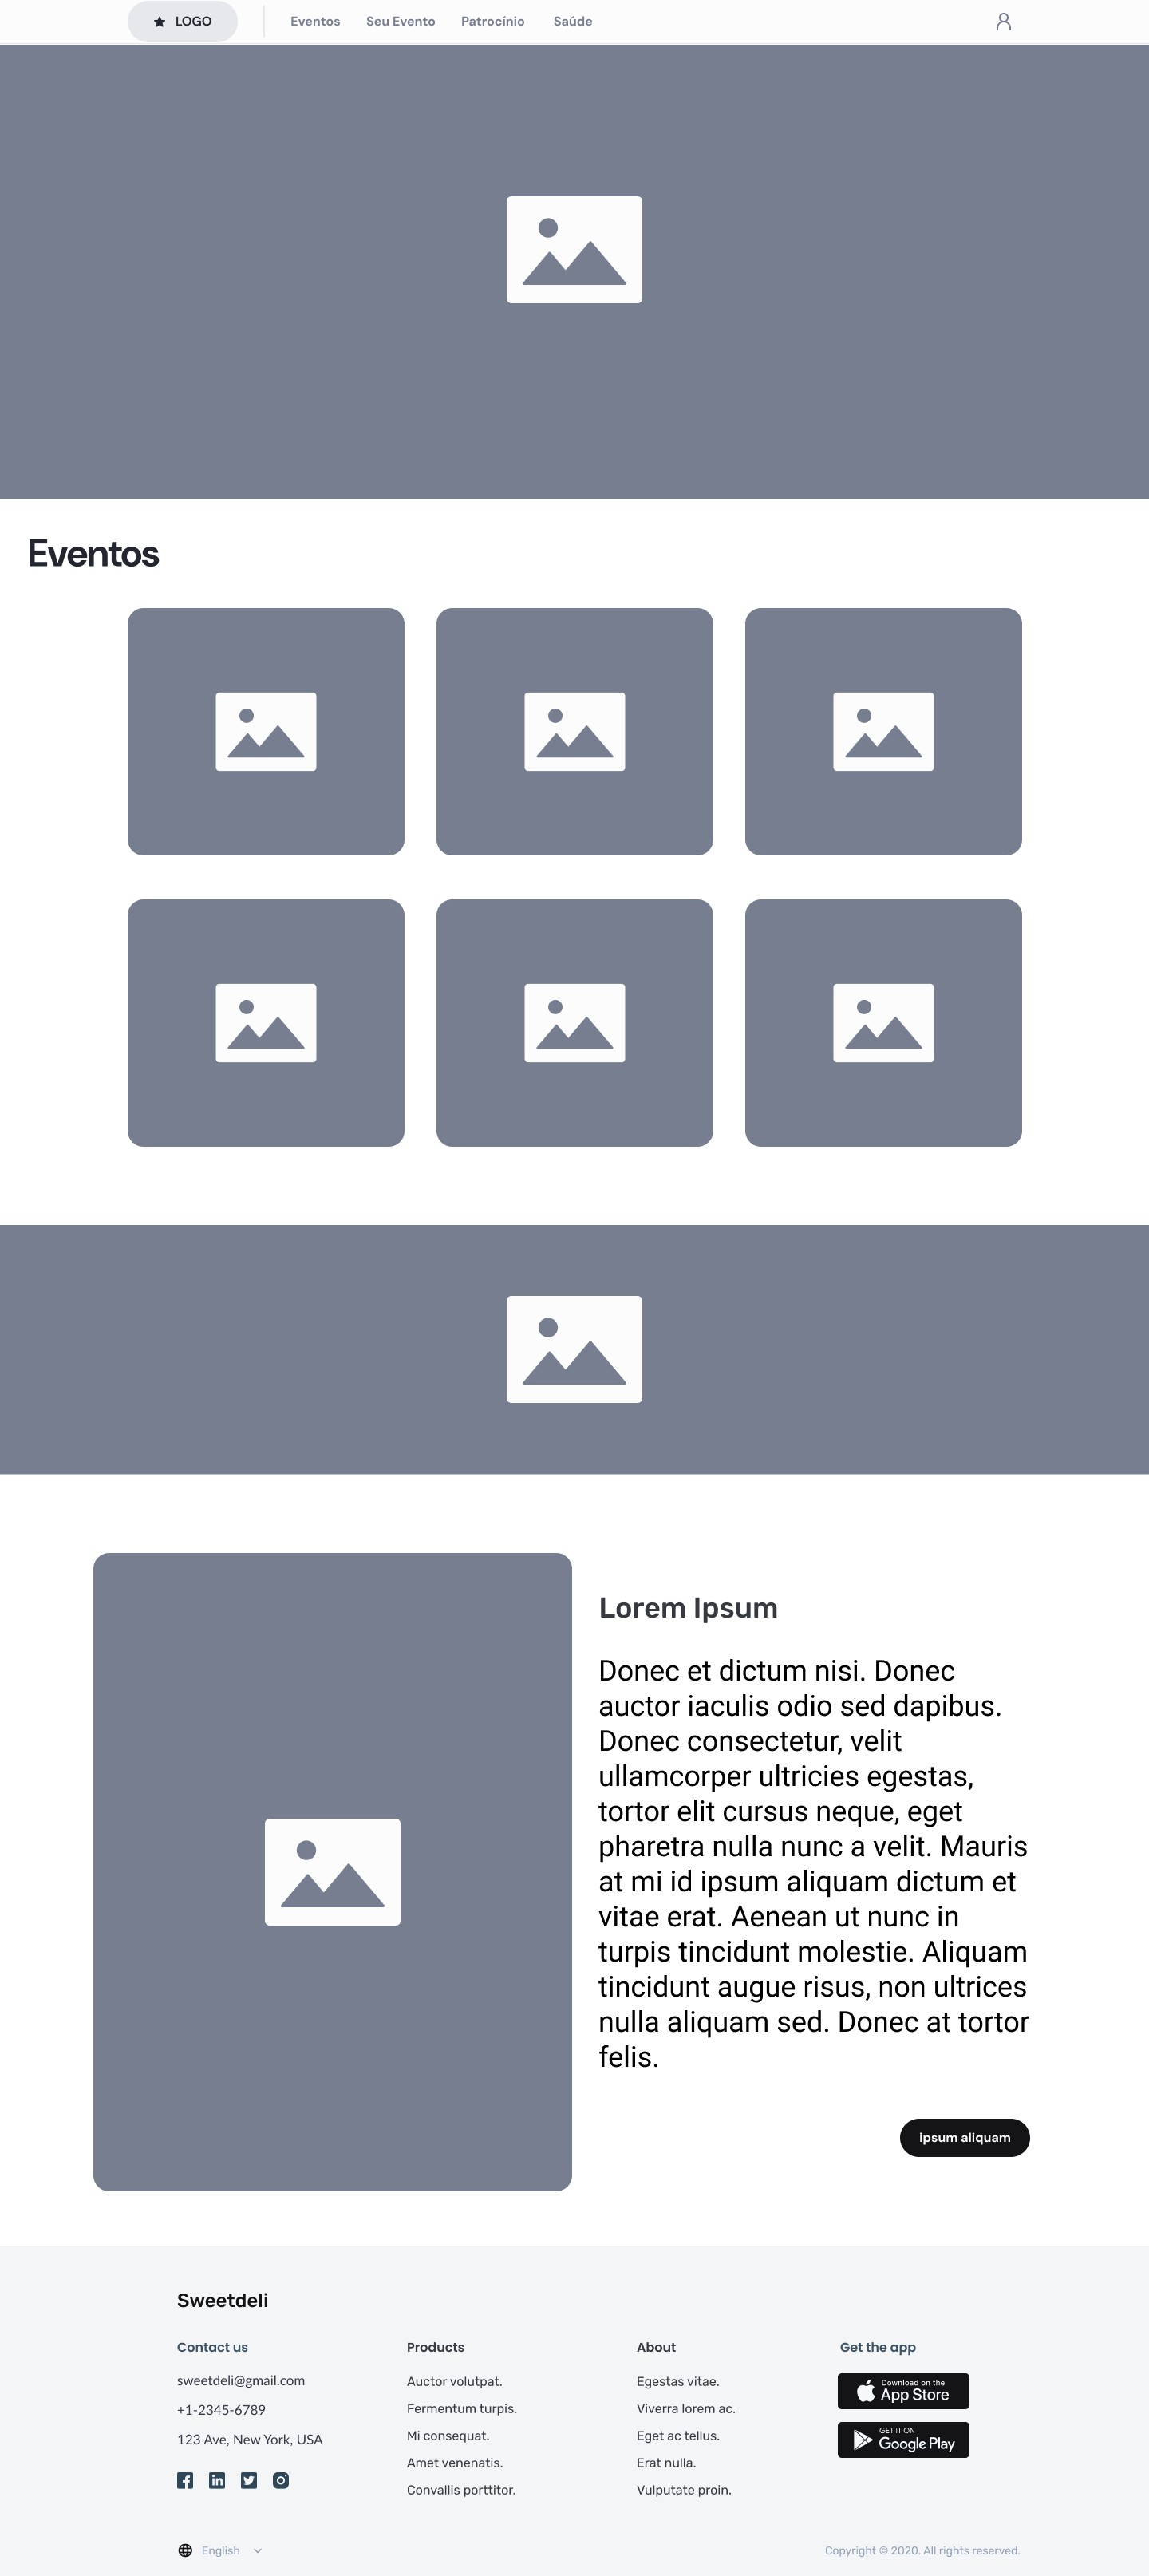 LOGO
Eventos
Seu Evento
Patrocínio
Saúde
Eventos
Lorem Ipsum
Donec et dictum nisi. Donec
auctor iaculis odio sed dapibus.
Donec consectetur, velit
ullamcorper ultricies egestas,
tortor elit cursus neque, eget
pharetra nulla nunc a velit. Mauris
at mi id ipsum aliquam dictum et
vitae erat. Aenean ut nunc in
turpis tincidunt molestie. Aliquam
tincidunt augue risus, non ultrices
nulla aliquam sed. Donec at tortor
felis.
ipsum aliquam
Sweetdeli
Contact us
sweetdeli@gmail.com
+1-2345-6789
123 Ave, New York, USA
Products
Auctor volutpat.
Fermentum turpis.
Mi consequat.
Amet venenatis.
Convallis porttitor.
About
Egestas vitae.
Viverra lorem ac.
Eget ac tellus.
Erat nulla.
Vulputate proin.
Get the app
Download on the
App Store
GET IT ON
Google Play
English
Copyright © 2020. All rights reserved.